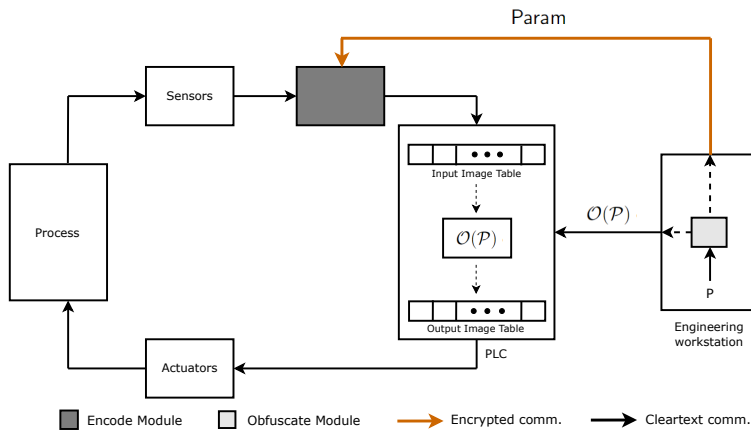 Param
Sensors
• • •
Input Image Table
Process
𝒪(𝒫)
𝒪(𝒫)
P
• • •
Output Image Table
Engineering
workstation
PLC
Actuators
Encode Module
Obfuscate Module
Encrypted comm.
Cleartext comm.